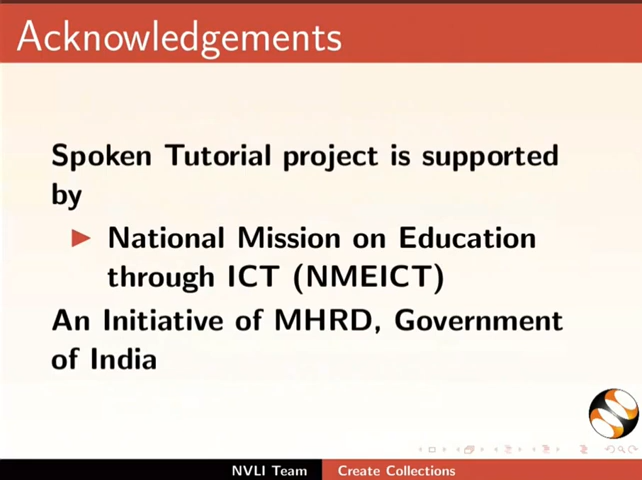 Acknowledgements
Spoken Tutorial project is supported
by
National Mission on Education
through ICT (NMEICT)
An Initiative of MHRD, Government
of India
NVLI Team
Create Collections